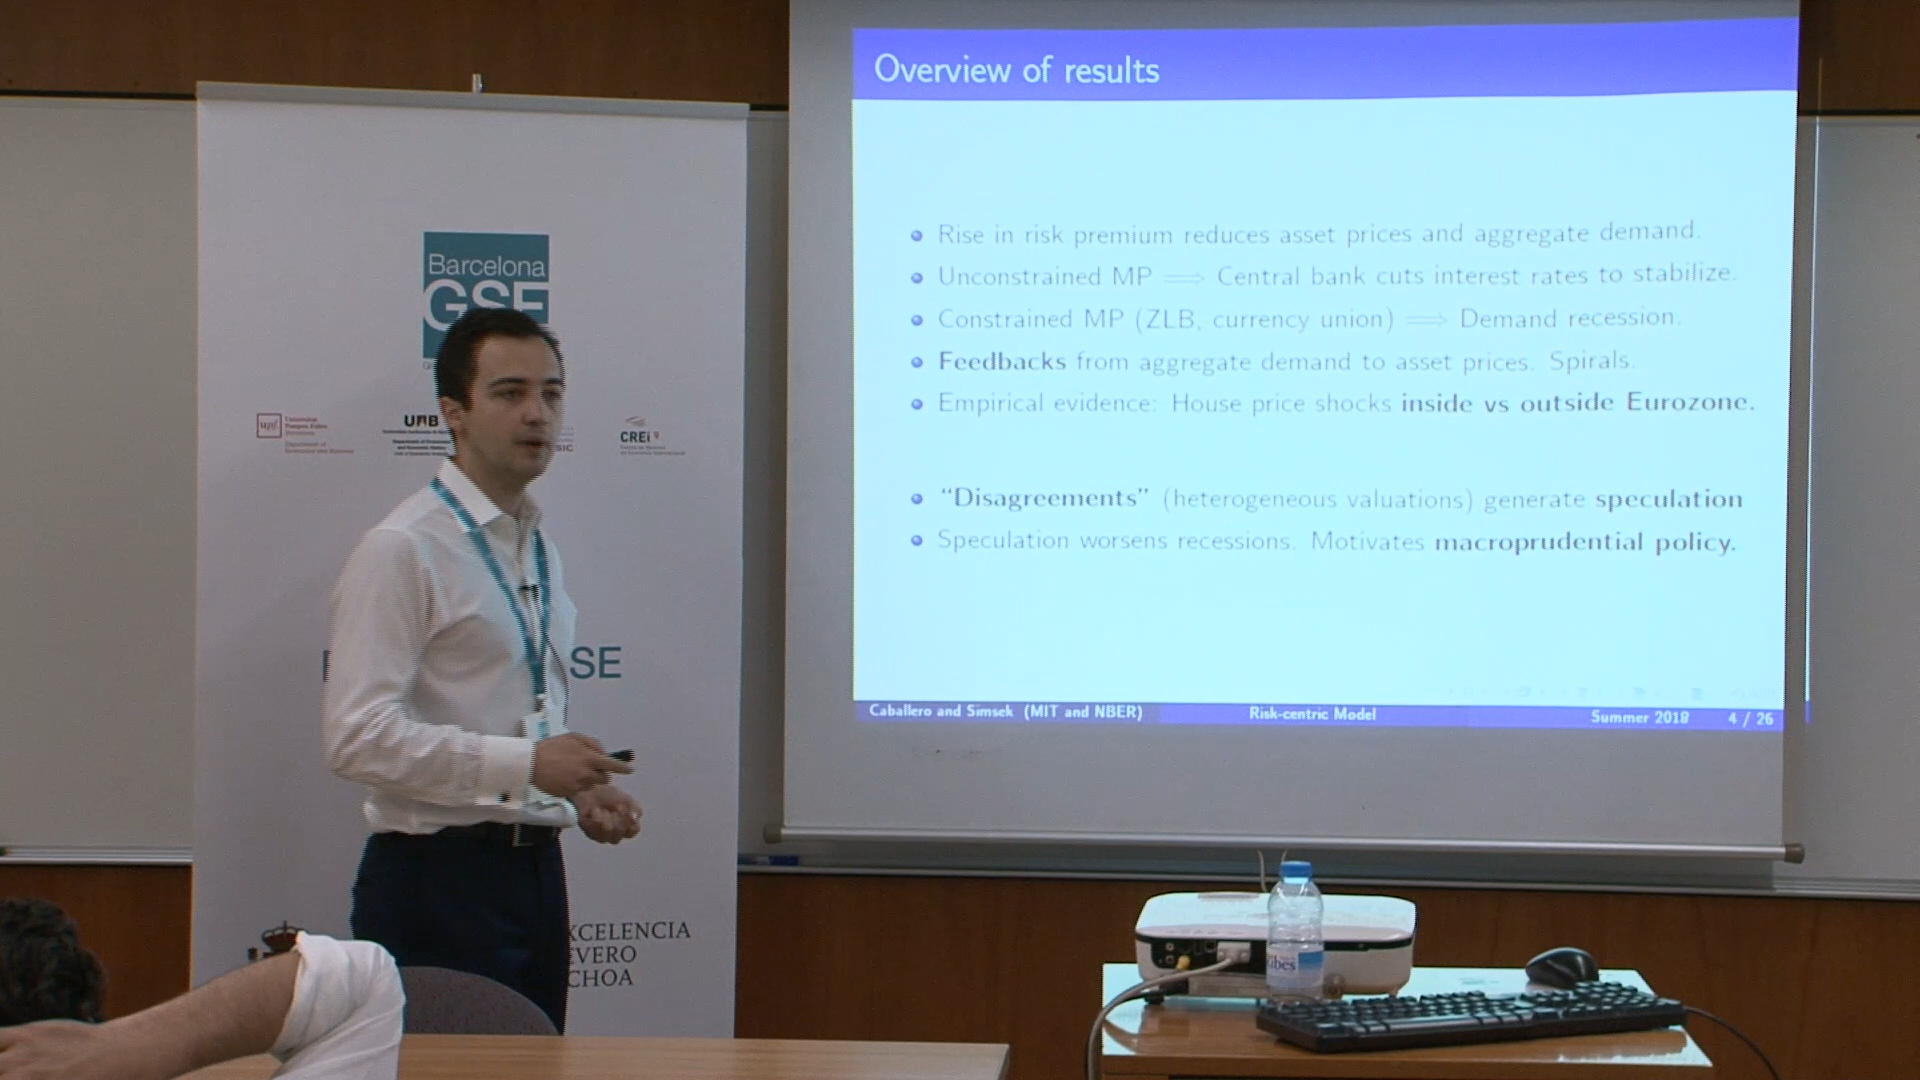 Overview of results
Rise in risk premium reduces asset prices and aggregate demand.
Unconstrained MP ⟹ Central bank cuts interest rates to stabilize.
Constrained MP (ZLB, currency union) ⟹ Demand recession.
Feedbacks from aggregate demand to asset prices. Spirals.
Empirical evidence: House price shocks inside vs outside Eurozone.
“Disagreements” (heterogeneous valuations) generate speculation
Speculation worsens recessions. Motivates macroprudential policy.
Caballero and Simsek (MIT and NBER)
Risk-centric Model
Summer 2018
4 / 26
Barcelona
GSE
upf.
UAB
CREi
SIC
SE
XCELENCIA
EVERO
CHOA